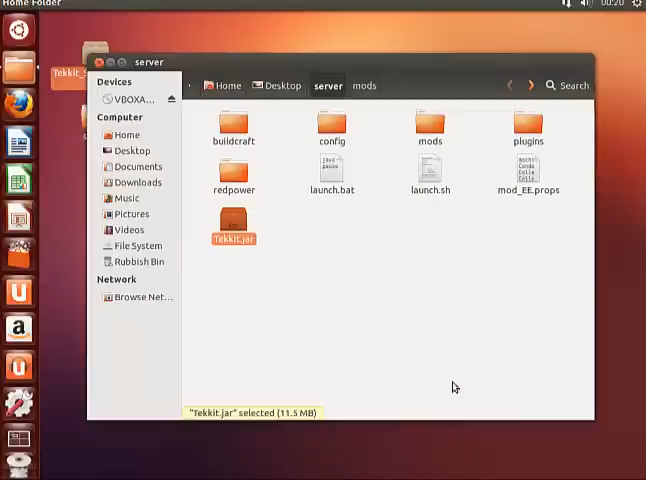 Home Folder
00:20
server
Tekkit_S
Devices
VBOXA...
Computer
Home
Desktop
Documents
Downloads
Music
Pictures
Videos
File System
Rubbish Bin
Network
Browse Net...
Home
Desktop
server
mods
Search
buildcraft
config
mods
plugins
redpower
launch.bat
launch.sh
mod_EE.props
Tekkit.jar
"Tekkit.jar" selected (11.5 MB)